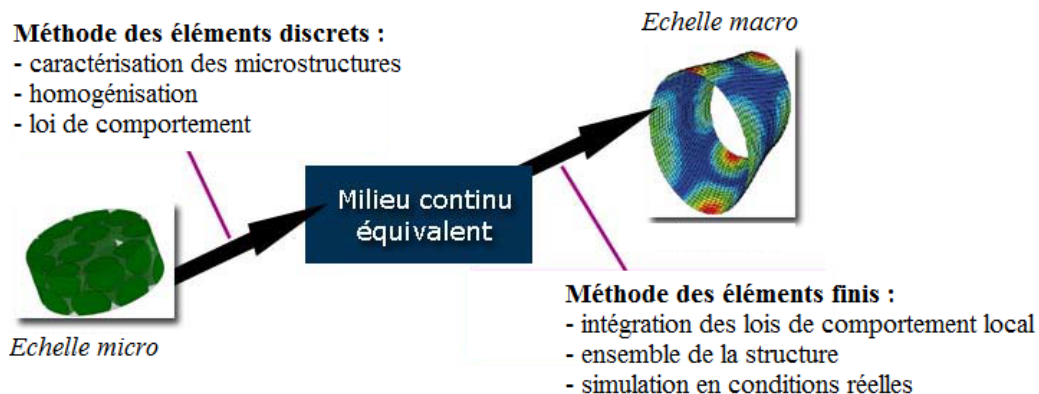 Méthode des éléments discrets :
- caractérisation des microstructures
- homogénisation
- loi de comportement
Echelle macro
Milieu continu
équivalent
Echelle micro
Méthode des éléments finis :
- intégration des lois de comportement local
- ensemble de la structure
- simulation en conditions réelles